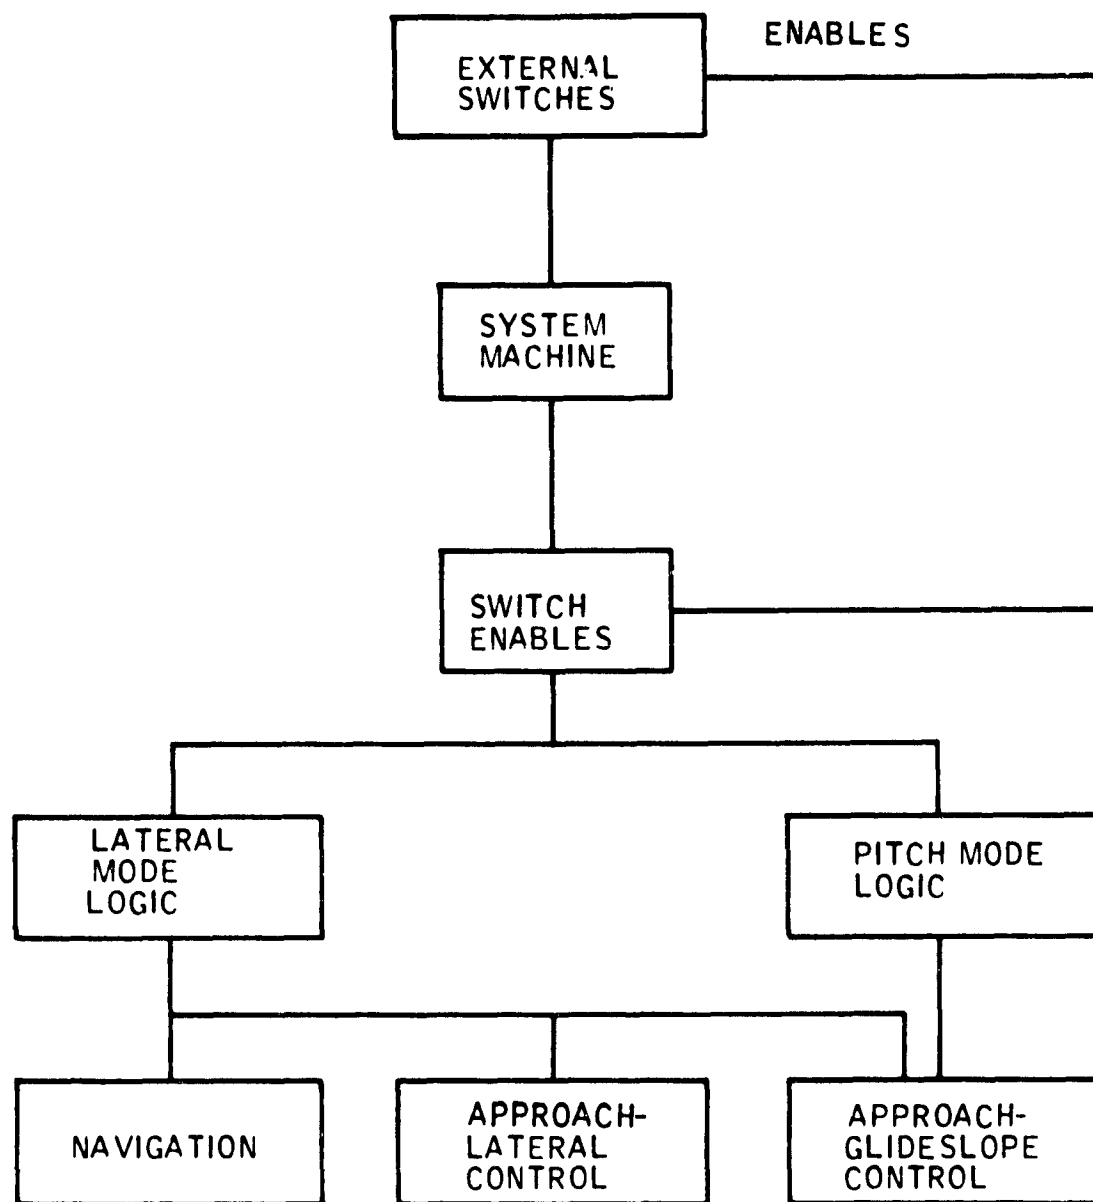 ENABLES
EXTERNAL
SWITCHES
SYSTEM
MACHINE
SWITCH
ENABLES
LATERAL
MODE
LOGIC
PITCH MODE
LOGIC
NAVIGATION
APPROACH-
LATERAL
CONTROL
APPROACH-
GLIDESLOPE
CONTROL